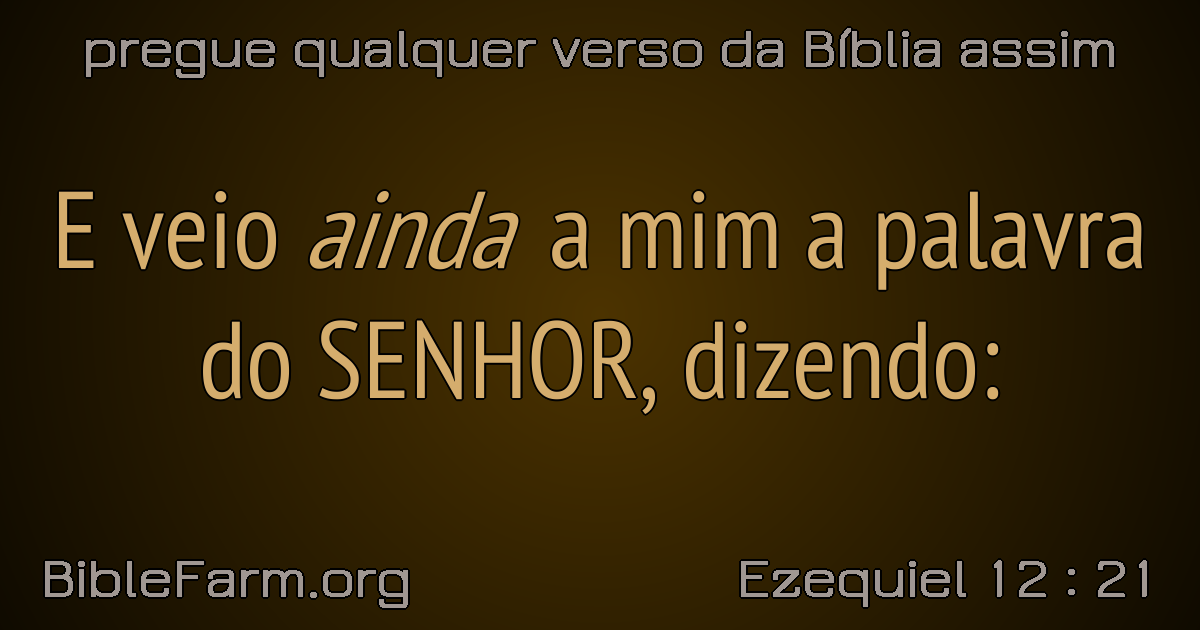 pregue qualquer verso da Bíblia assim
E veio ainda a mim a palavra
do SENHOR, dizendo:
BibleFarm.org
Ezequiel 12 : 21